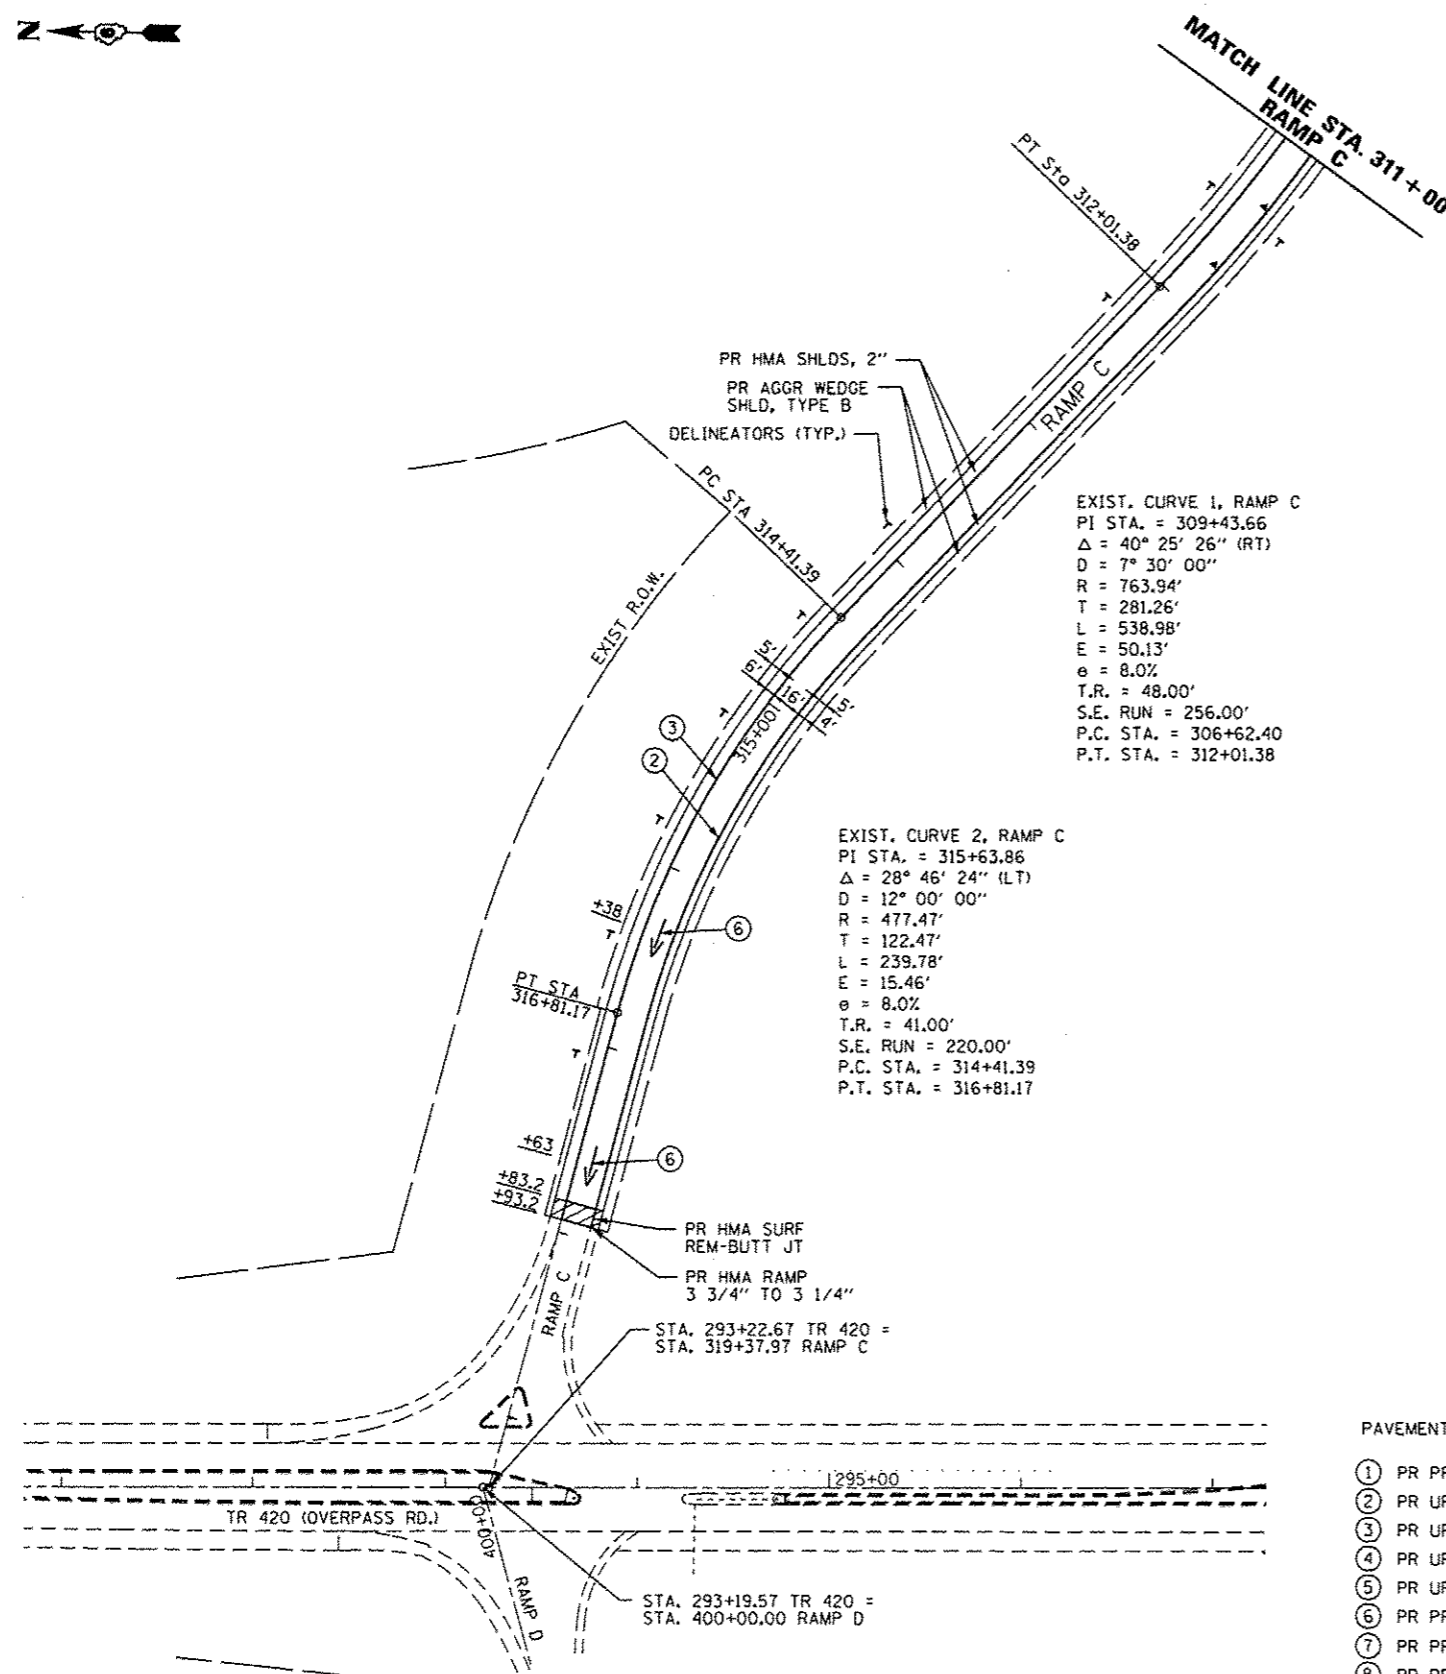 N
MATCH LINE STA. 311+00
RAMP C
PT Sta 312+01.38
PR HMA SHLDS, 2"
PR AGGR WEDGE
SHLD, TYPE B
DELINEATORS (TYP.)
RAMP C
PC STA 314+41.39
EXIST R.O.W.
EXIST. CURVE 1, RAMP C
PI STA. = 309+43.66
Δ = 40° 25' 26" (RT)
D = 7° 30' 00"
R = 763.94'
T = 281.26'
L = 538.98'
E = 50.13'
e = 8.0%
T.R. = 48.00'
S.E. RUN = 256.00'
P.C. STA. = 306+62.40
P.T. STA. = 312+01.38
5'
6'
16'
5'
4'
315+00
3
2
EXIST. CURVE 2, RAMP C
PI STA. = 315+63.86
Δ = 28° 46' 24" (LT)
D = 12° 00' 00"
R = 477.47'
T = 122.47'
L = 239.78'
E = 15.46'
e = 8.0%
T.R. = 41.00'
S.E. RUN = 220.00'
P.C. STA. = 314+41.39
P.T. STA. = 316+81.17
+38
6
PT STA
316+81.17
+63
6
+83.2
+93.2
PR HMA SURF
REM-BUTT JT
PR HMA RAMP
3 3/4" TO 3 1/4"
RAMP C
STA. 293+22.67 TR 420 =
STA. 319+37.97 RAMP C
295+00
TR 420 (OVERPASS RD.)
400+00
RAMP D
STA. 293+19.57 TR 420 =
STA. 400+00.00 RAMP D
PAVEMENT
1 PR
2 PR
3 PR
4 PR
5 PR
6 PR
7 PR
8 PR